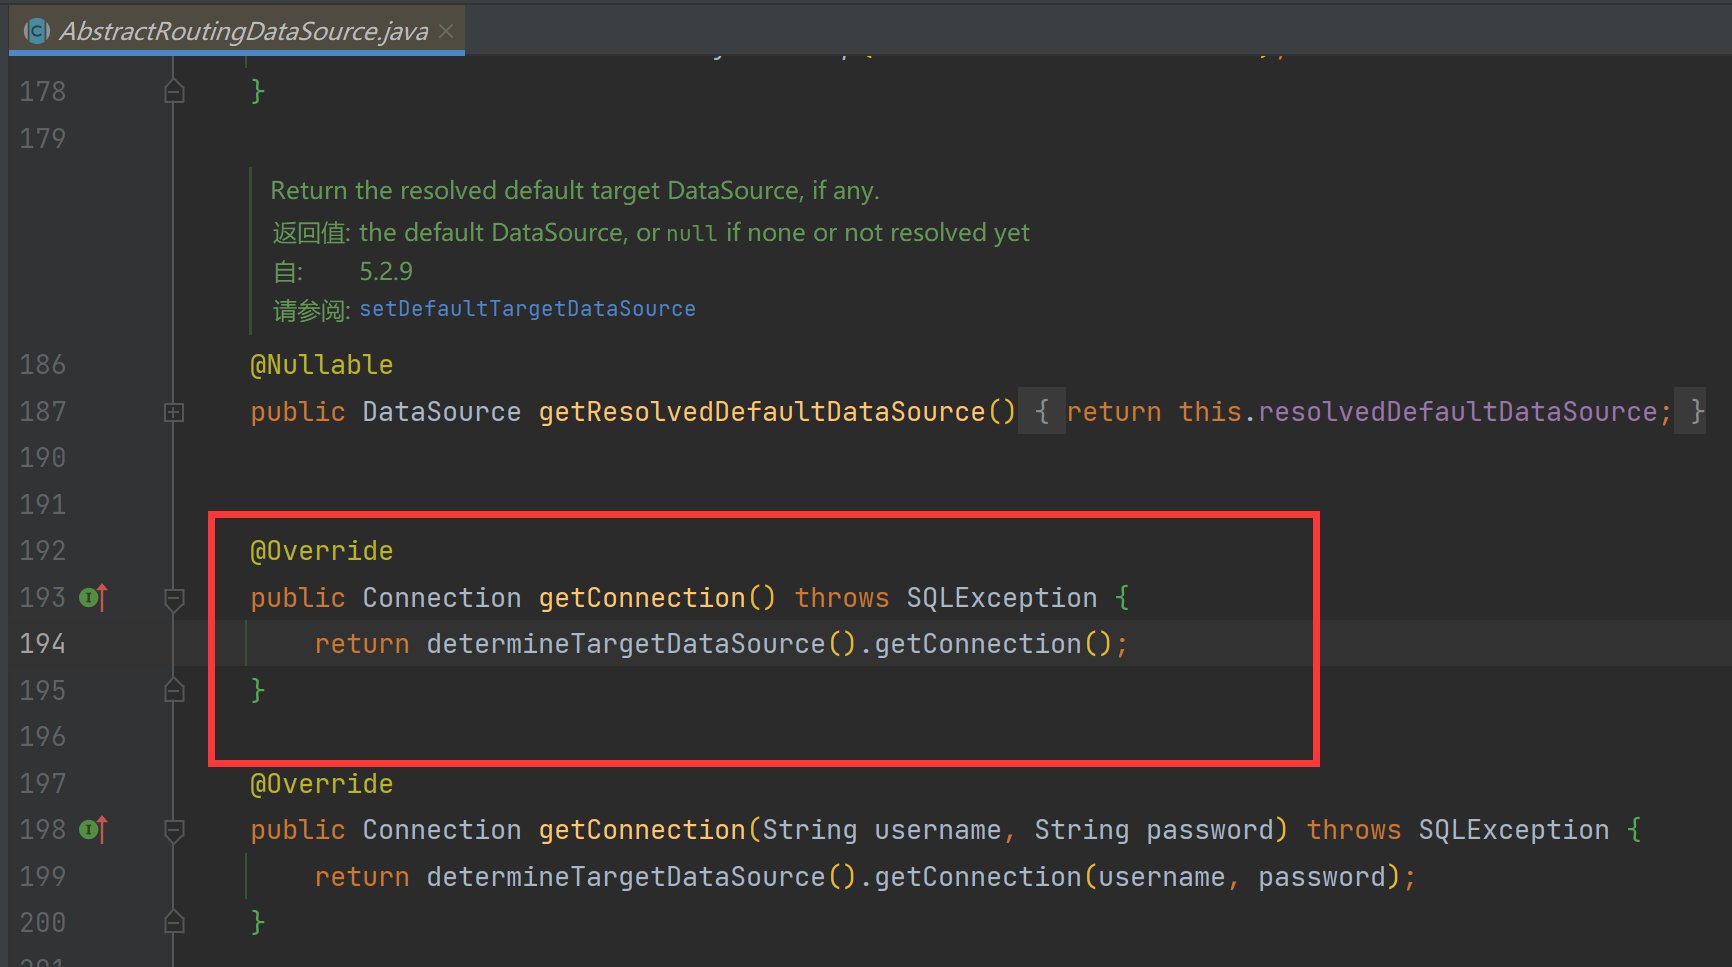 AbstractRoutingDataSource.java
178 }
179
Return the resolved default target DataSource, if any.
返回值: the default DataSource, or null if none or not resolved yet
自: 5.2.9
请参阅: setDefaultTargetDataSource
186 @Nullable
187 public DataSource getResolvedDefaultDataSource() { return this.resolvedDefaultDataSource; }
190
191
192 @Override
193 public Connection getConnection() throws SQLException {
194 return determineTargetDataSource().getConnection();
195 }
196
197 @Override
198 public Connection getConnection(String username, String password) throws SQLException {
199 return determineTargetDataSource().getConnection(username, password);
200 }